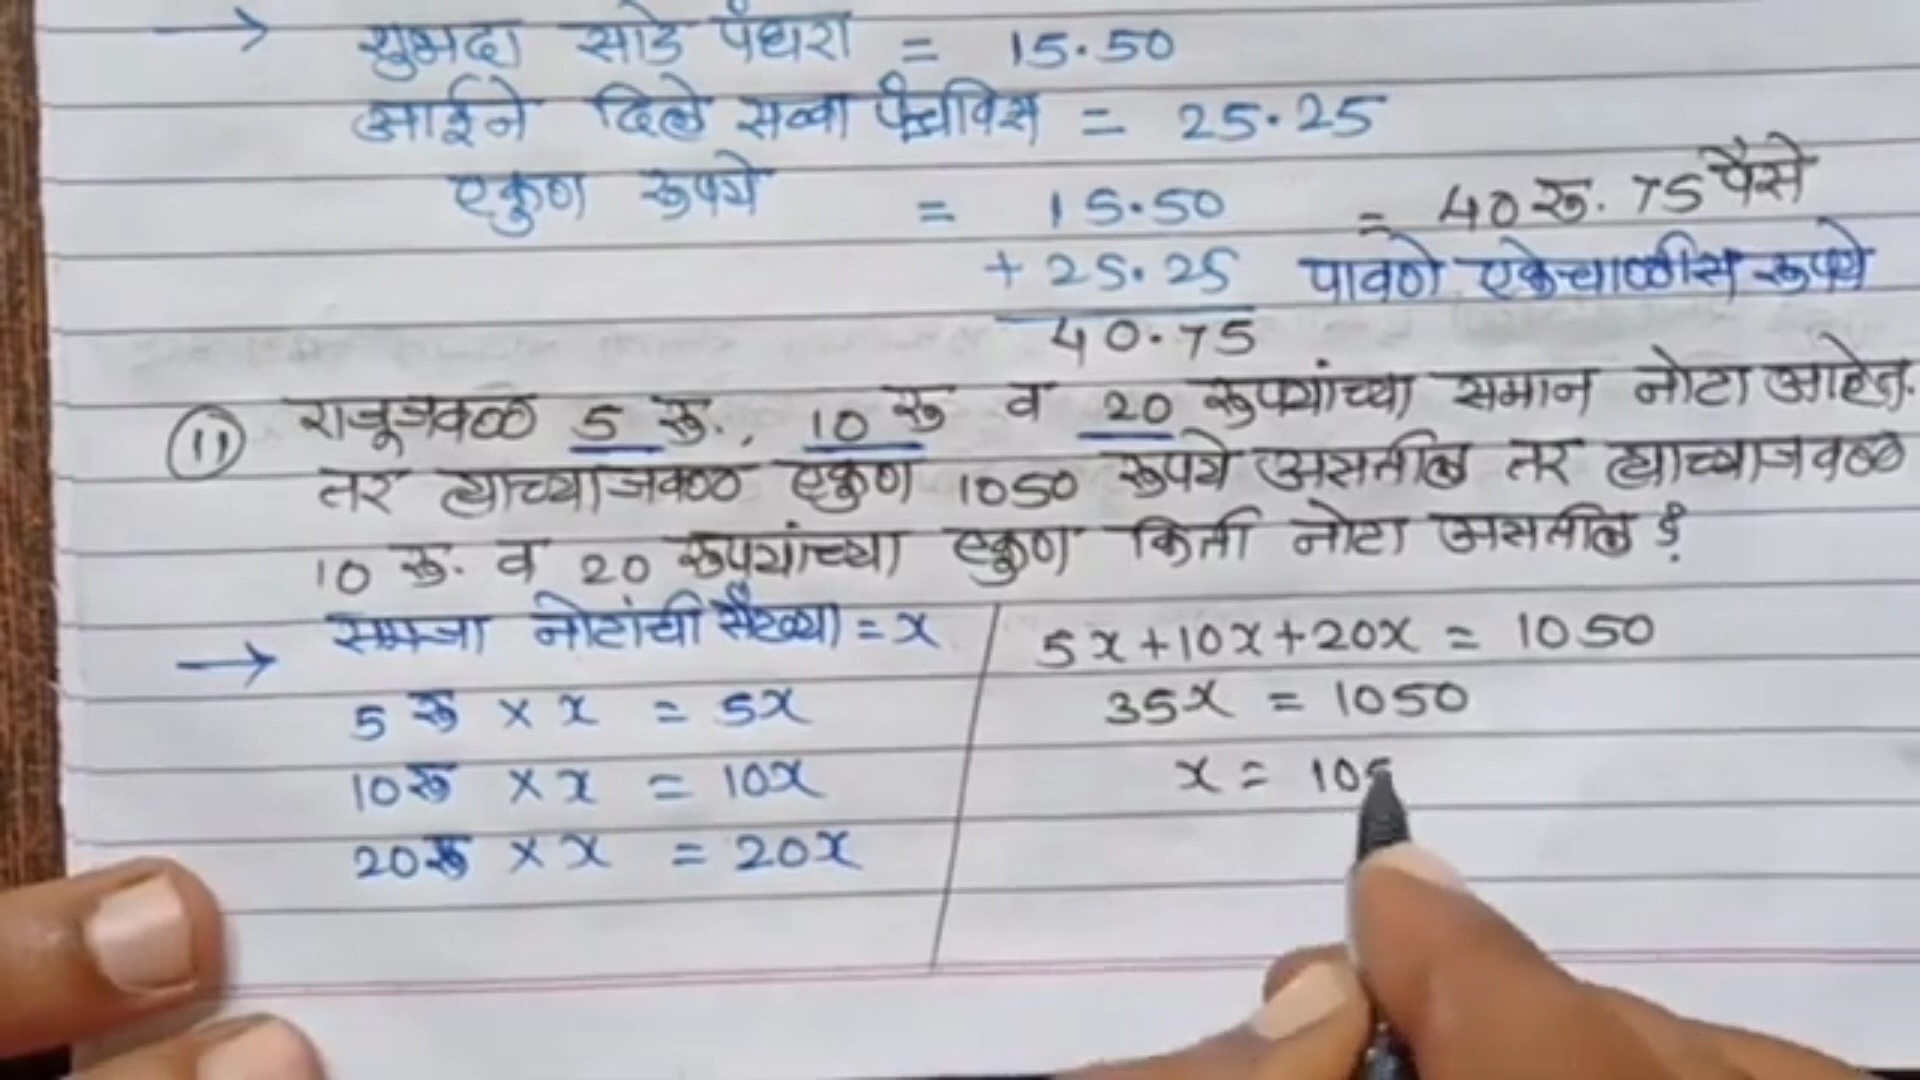 → शुभदा साडे पंधरा = 15.50
आईने दिले सव्वा पंचविस = 25.25
एकुण रुपये = 15.50 = 40 रु. 75 पैसे
+ 25.25 पावणे एकेचाळीस रुपये
40.75
(11) राजूजवळ 5 रु., 10 रु व 20 रुपयांच्या समान नोटा आहेत.
तर त्याच्याजवळ एकुण 1050 रुपये असतील तर त्याच्याजवळ
10 रु. व 20 रुपयांच्या एकुण किती नोटा असतील ?
→ समजा नोटांची संख्या = x
5 रु × x = 5x
10 रु × x = 10x
20 रु × x = 20x
5x+10x+20x = 1050
35x = 1050
x = 105